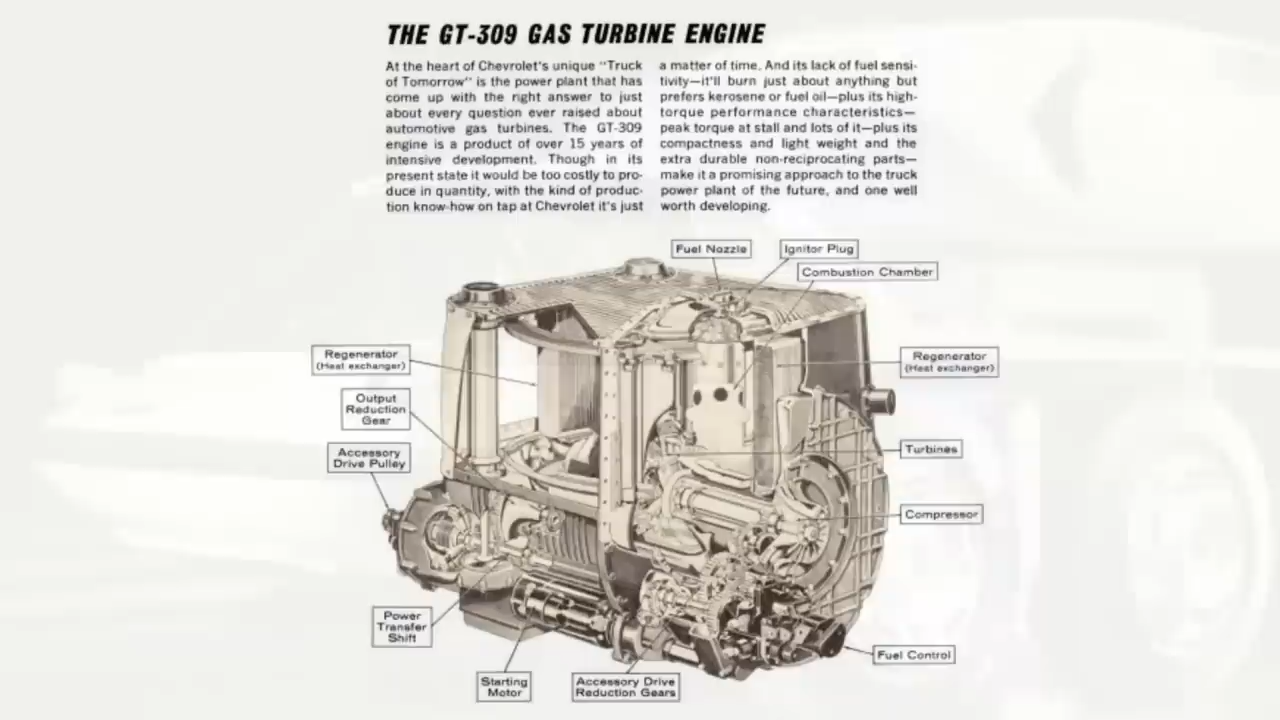 THE GT-309 GAS TURBINE ENGINE
At the heart of Chevrolet's unique "Truck
of Tomorrow" is the power plant that has
come up with the right answer to just
about every question ever raised about
automotive gas turbines. The GT-309
engine is a product of over 15 years of
intensive development. Though in its
present state it would be too costly to pro-
duce in quantity, with the kind of produc-
tion know-how on tap at Chevrolet it's just
a matter of time. And its lack of fuel sensi-
tivity—it'll burn just about anything but
prefers kerosene or fuel oil—plus its high-
torque performance characteristics—
peak torque at stall and lots of it—plus its
compactness and light weight and the
extra durable non-reciprocating parts—
make it a promising approach to the truck
power plant of the future, and one well
worth developing.
Fuel Nozzle
Ignitor Plug
Combustion Chamber
Regenerator
(Heat exchanger)
Regenerator
(Heat exchanger)
Output
Reduction
Gear
Accessory
Drive Pulley
Turbines
Compressor
Power
Transfer
Shift
Fuel Control
Starting
Motor
Accessory Drive
Reduction Gears